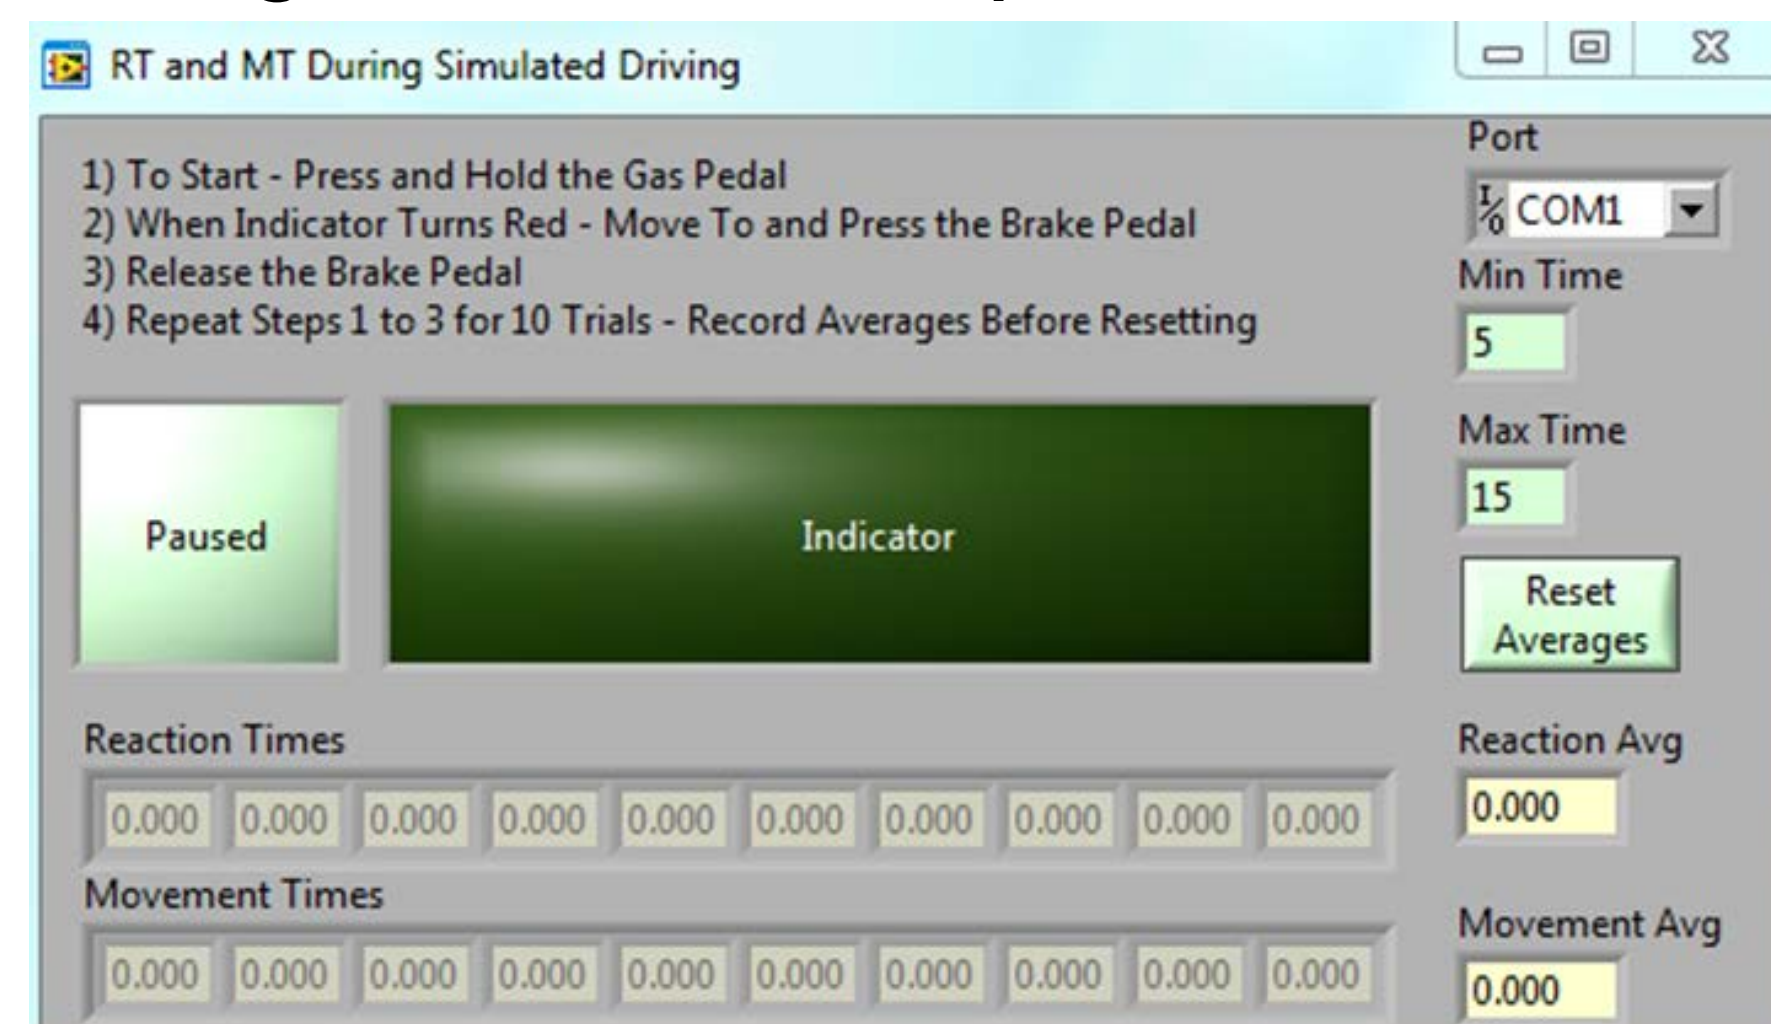 RT and MT During Simulated Driving
1) To Start - Press and Hold the Gas Pedal
2) When Indicator Turns Red - Move To and Press the Brake Pedal
3) Release the Brake Pedal
4) Repeat Steps 1 to 3 for 10 Trials - Record Averages Before Resetting
Port
I/O COM1
Min Time
5
Max Time
15
Paused
Indicator
Reset
Averages
Reaction Times
0.000 0.000 0.000 0.000 0.000 0.000 0.000 0.000 0.000 0.000
Reaction Avg
0.000
Movement Times
0.000 0.000 0.000 0.000 0.000 0.000 0.000 0.000 0.000 0.000
Movement Avg
0.000